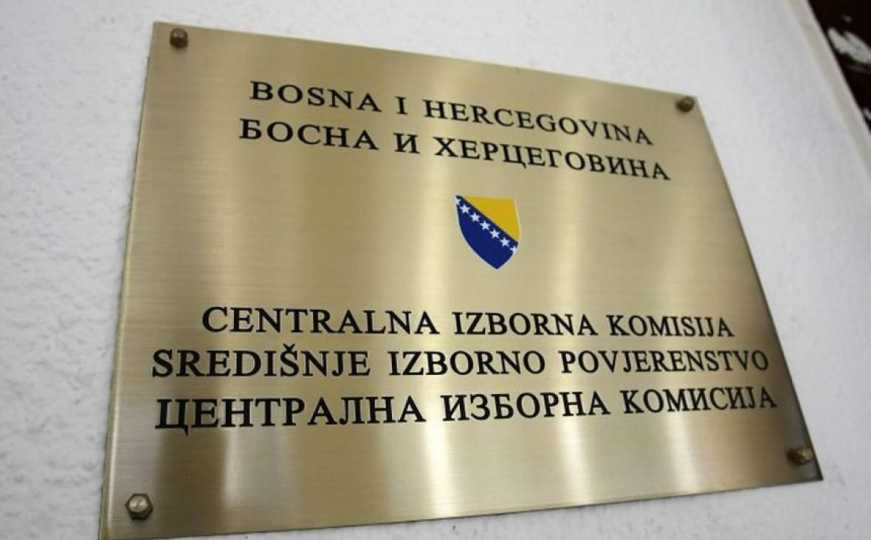 BOSNA I HERCEGOVINA
БОСНА И ХЕРЦЕГОВИНА
CENTRALNA IZBORNA KOMISIJA
SREDIŠNJE IZBORNO POVJERENSTVO
ЦЕНТРАЛНА ИЗБОРНА КОМИСИЈА